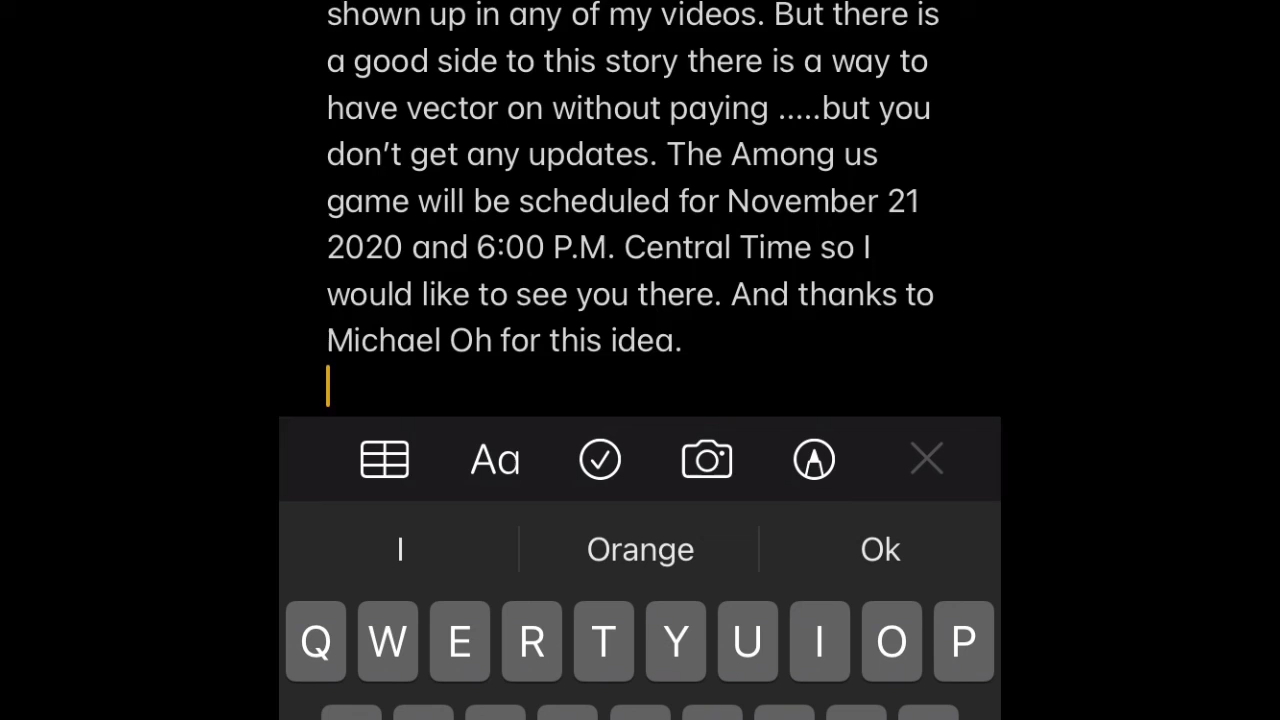 shown up in any of my videos. But there is
a good side to this story there is a way to
have vector on without paying .....but you
don’t get any updates. The Among us
game will be scheduled for November 21
2020 and 6:00 P.M. Central Time so I
would like to see you there. And thanks to
Michael Oh for this idea.
Aa
I Orange Ok
Q W E R T Y U I O P